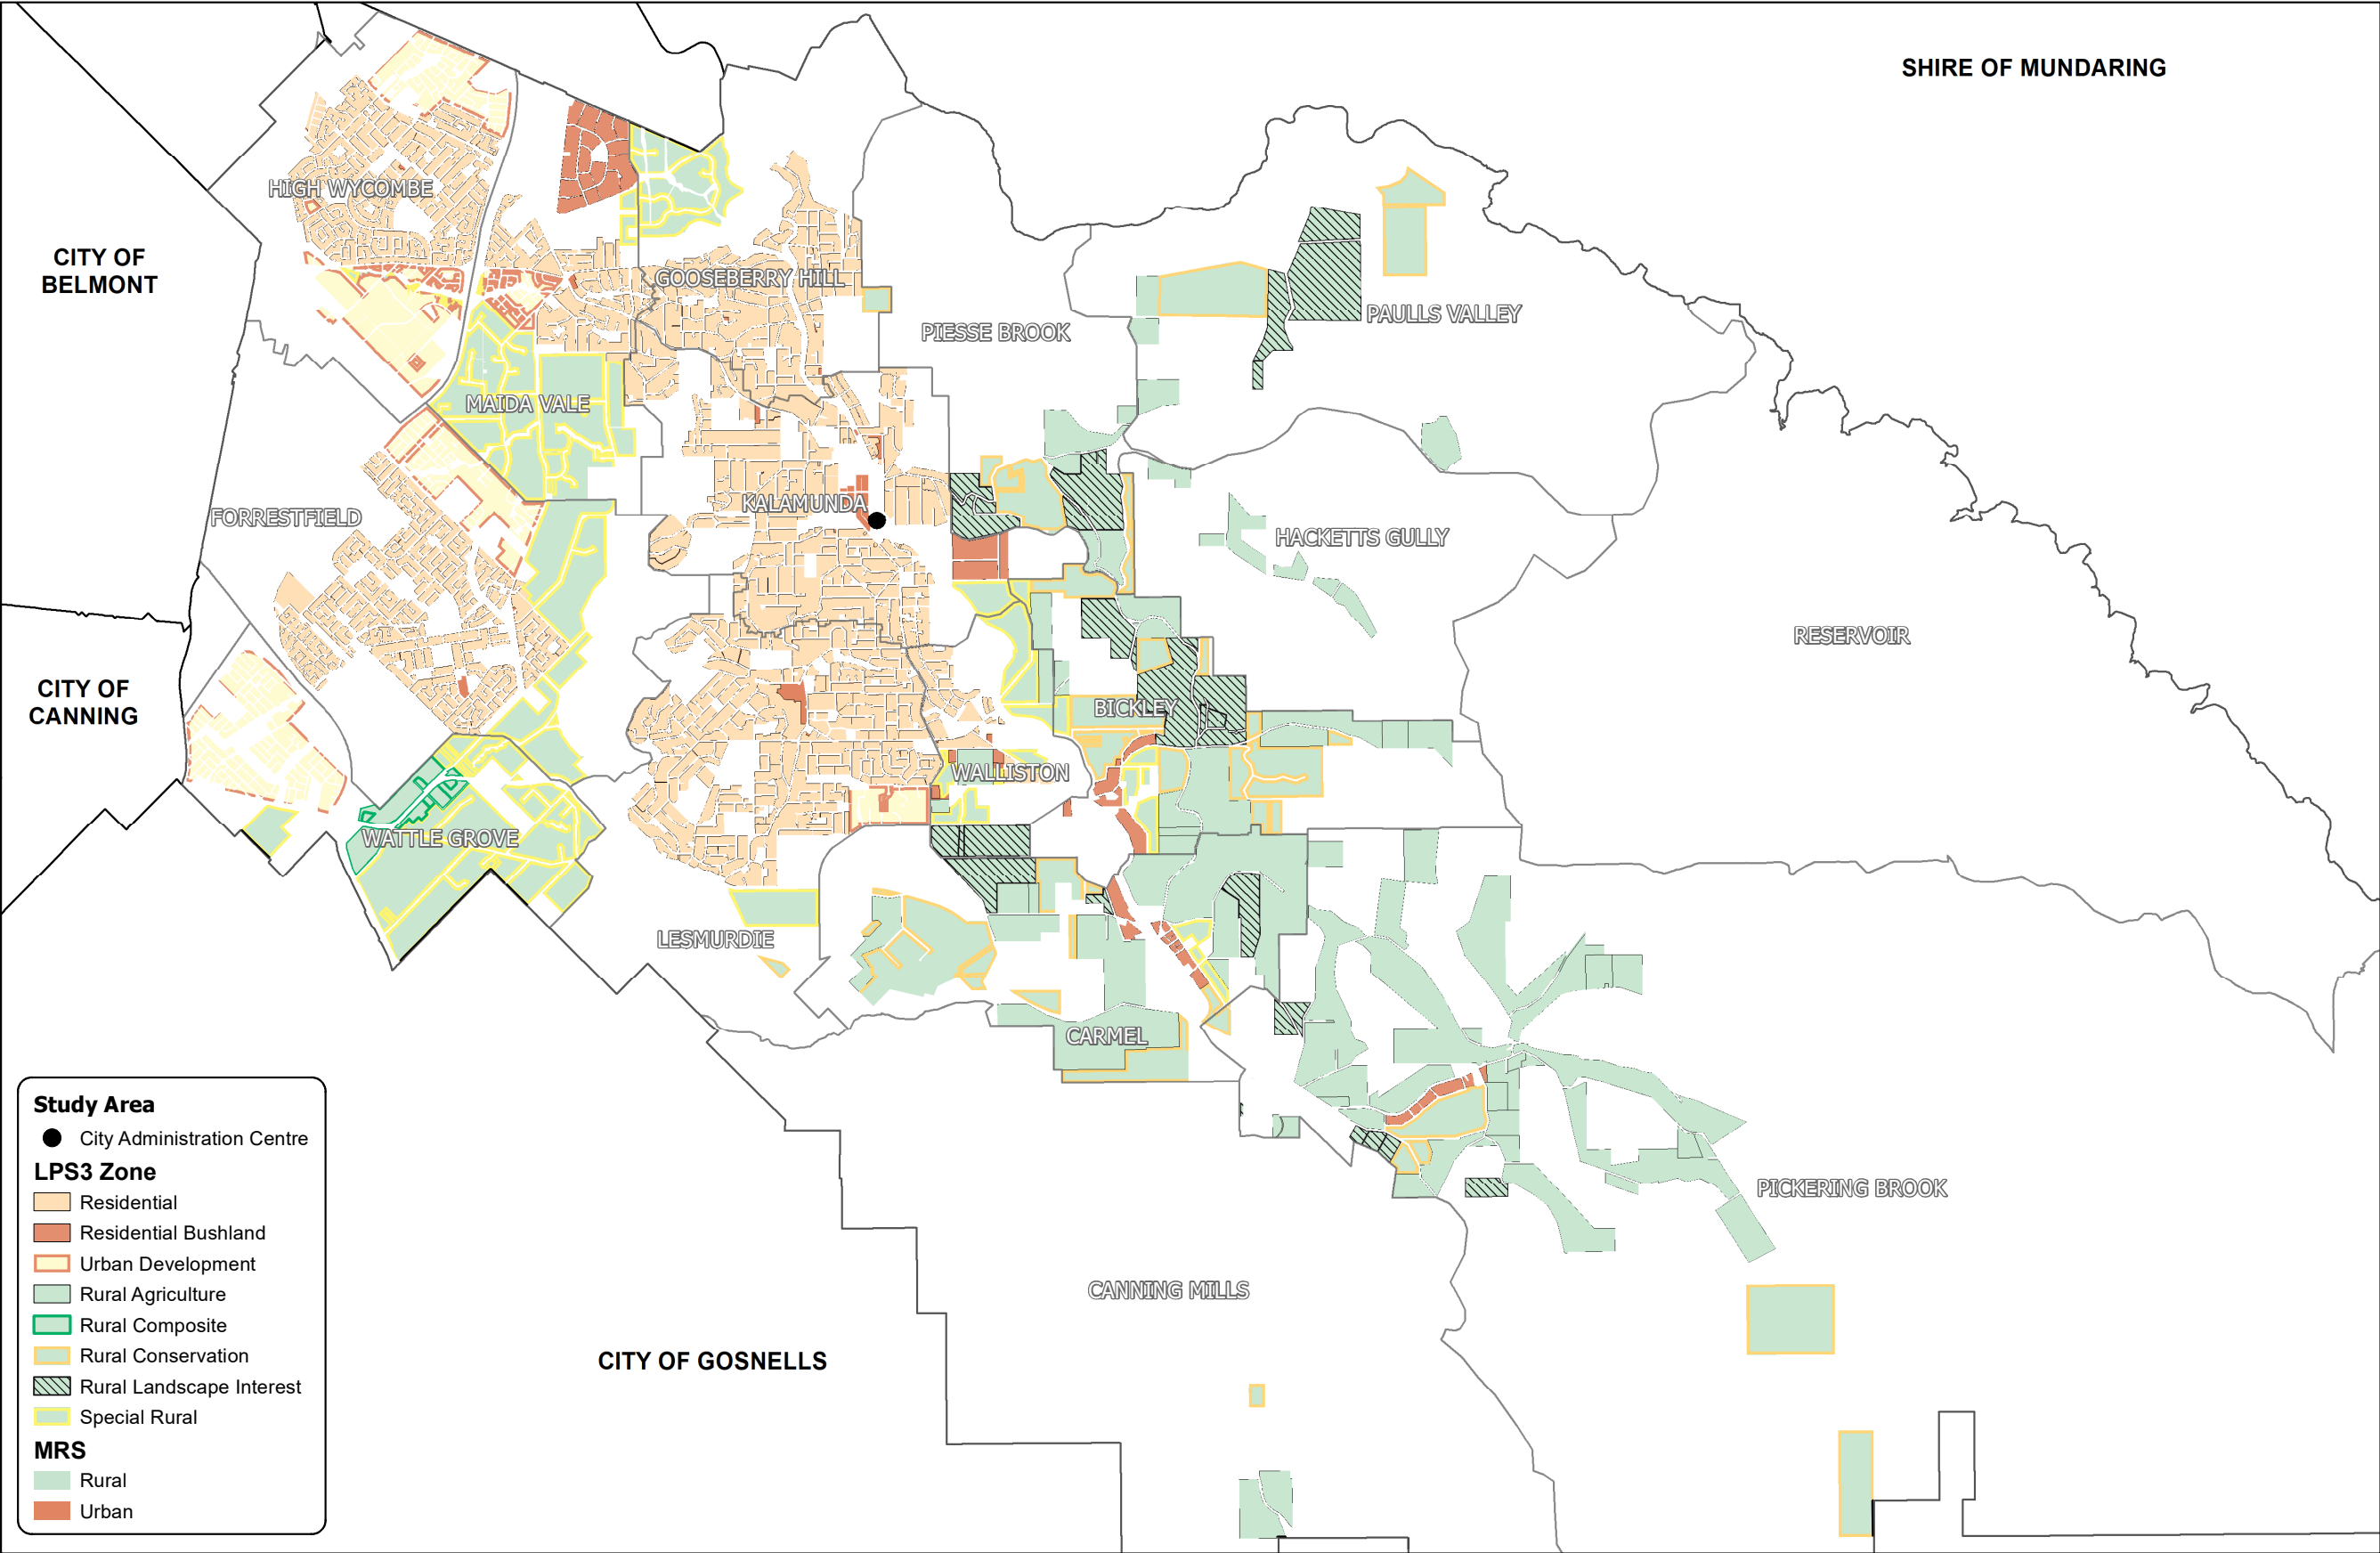 SHIRE OF MUNDARING
HIGH WYCOMBE
CITY OF
BELMONT
GOOSEBERRY HILL
PIESSE BROOK
PAULLS VALLEY
MAIDA VALE
KALAMUNDA
FORRESTFIELD
HACKETTS GULLY
RESERVOIR
CITY OF
CANNING
BICKLEY
WALLISTON
WATTLE GROVE
LESMURDIE
CARMEL
PICKERING BROOK
CANNING MILLS
CITY OF GOSNELLS
Study Area
City Administration Centre
LPS3 Zone
Residential
Residential Bushland
Urban Development
Rural Agriculture
Rural Composite
Rural Conservation
Rural Landscape Interest
Special Rural
MRS
Rural
Urban